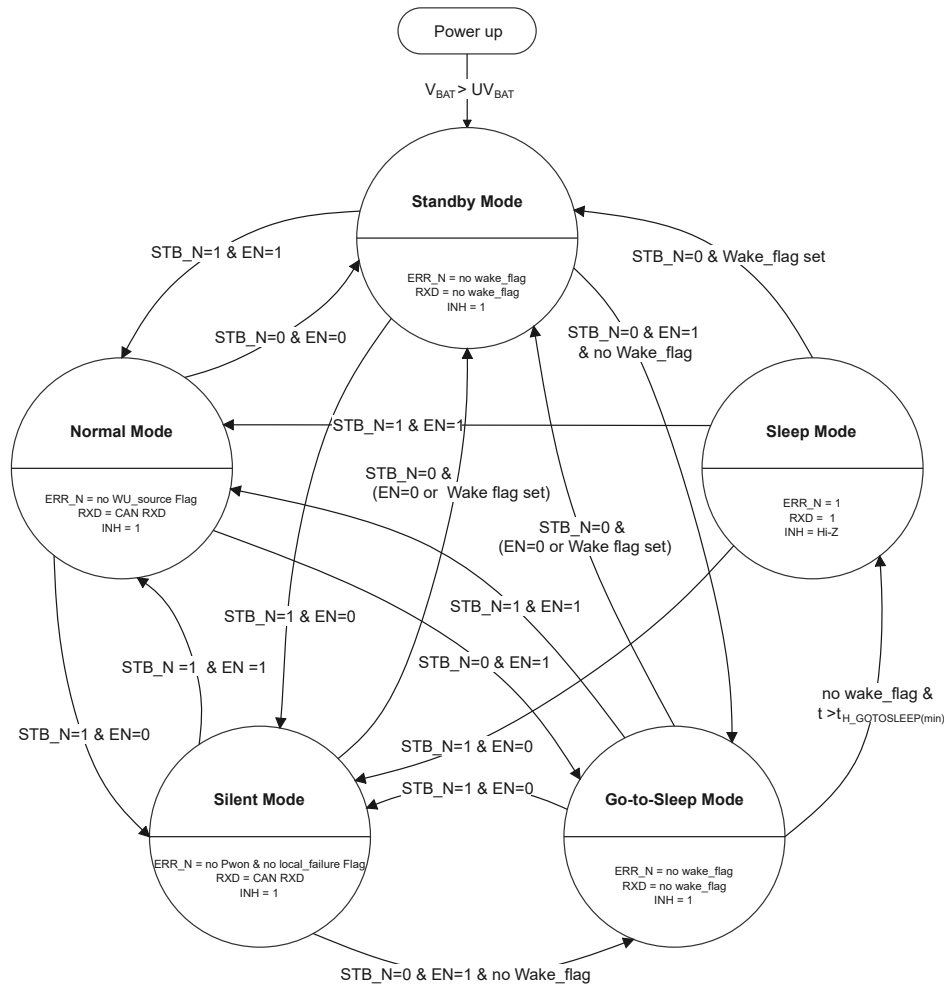 Power up
V_BAT > UV_BAT
Standby Mode
ERR_N = no wake_flag
RXD = no wake_flag
INH = 1
STB_N=1 & EN=1
STB_N=0 & Wake_flag set
STB_N=0 & EN=0
STB_N=0 & EN=1
& no Wake_flag
Normal Mode
ERR_N = no WU_source Flag
RXD = CAN RXD
INH = 1
STB_N=1 & EN=1
Sleep Mode
ERR_N = 1
RXD = 1
INH = Hi-Z
STB_N=0 &
(EN=0 or Wake flag set)
STB_N=0 &
(EN=0 or Wake flag set)
STB_N=1 & EN=0
STB_N=1 & EN=1
STB_N =1 & EN =1
STB_N=0 & EN=1
no wake_flag &
t >t_H_GOTOSLEEP(min)
STB_N=1 & EN=0
STB_N=1 & EN=0
STB_N=1 & EN=0
Silent Mode
ERR_N = no Pwon & no local_failure Flag
RXD = CAN RXD
INH = 1
Go-to-Sleep Mode
ERR_N = no wake_flag
RXD = no wake_flag
INH = 1
STB_N=0 & EN=1 & no Wake_flag